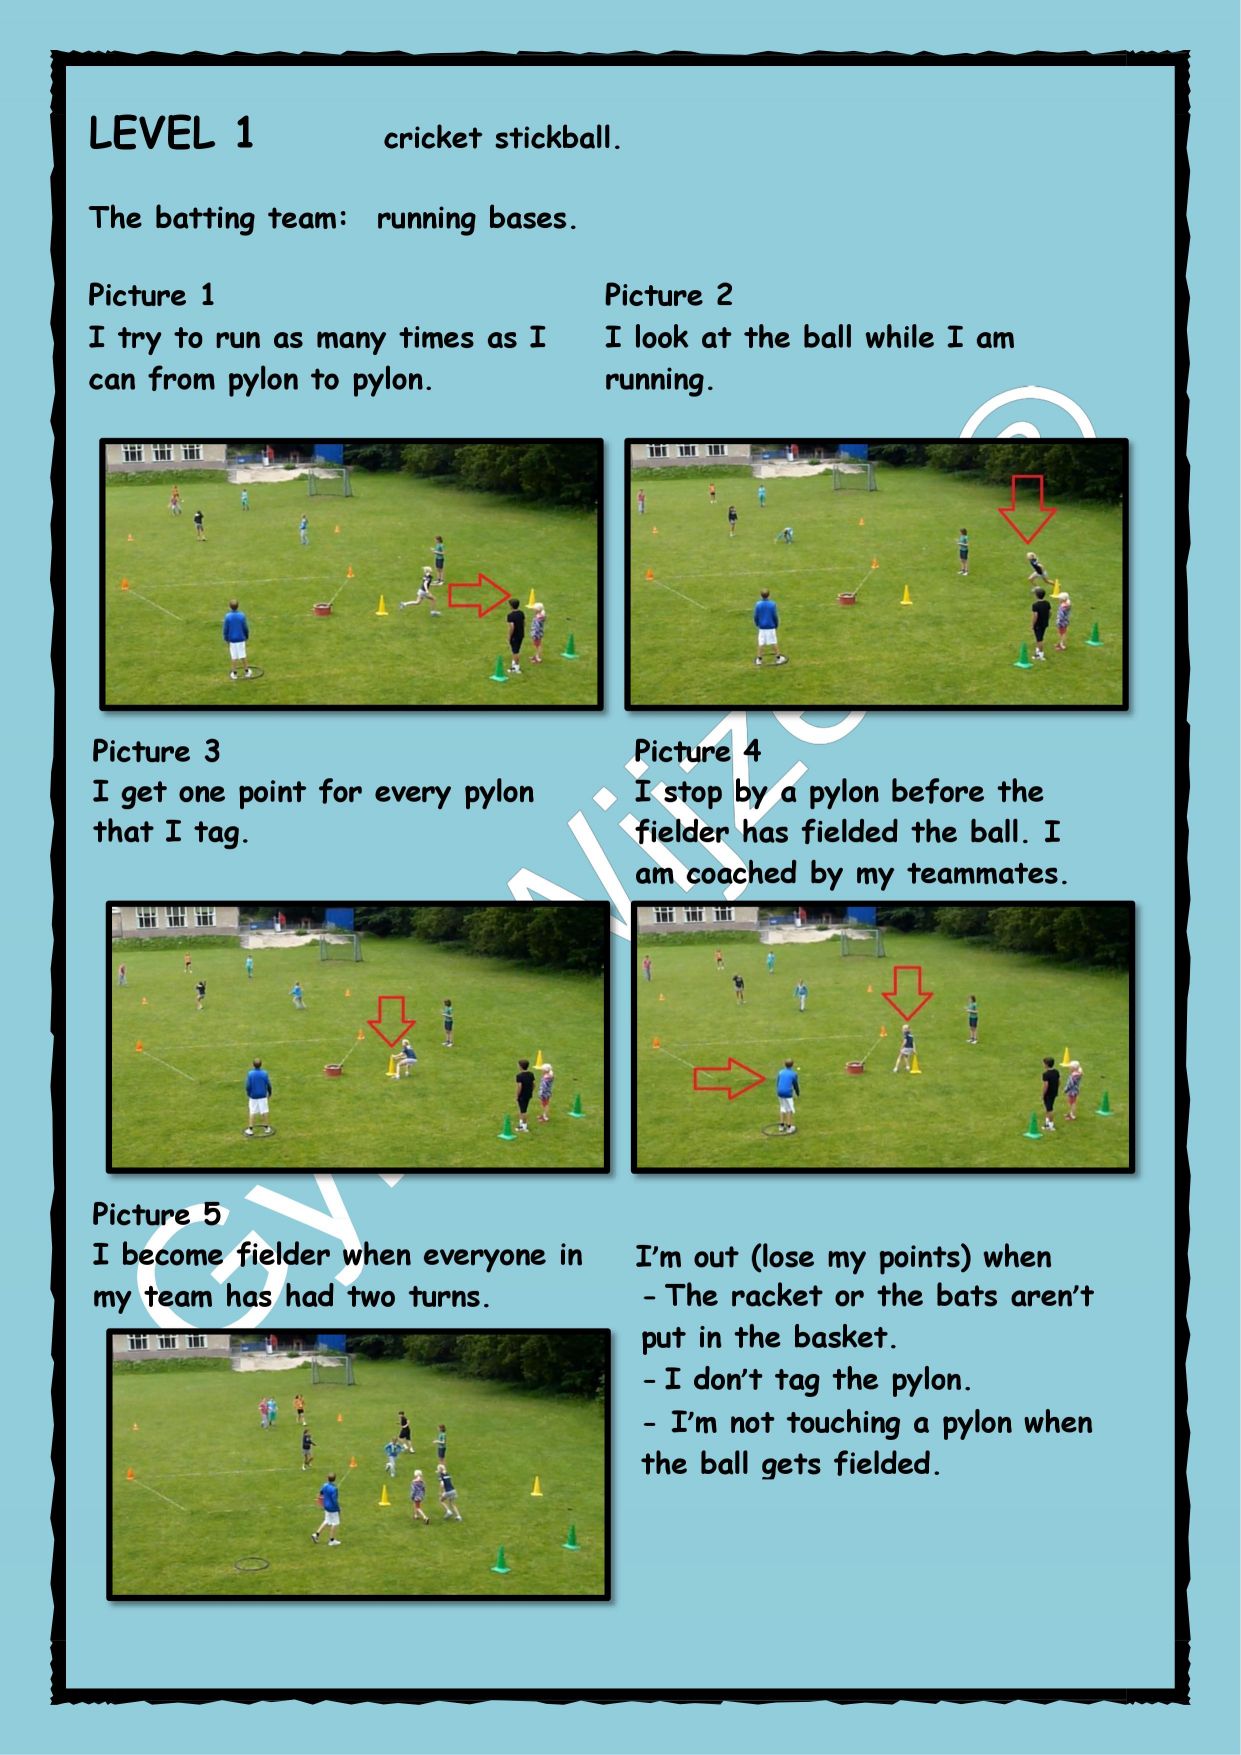 LEVEL 1 cricket stickball.
The batting team: running bases.
Picture 1
I try to run as many times as I
can from pylon to pylon.
Picture 2
I look at the ball while I am
running.
Picture 3
I get one point for every pylon
that I tag.
Picture 4
I stop by a pylon before the
fielder has fielded the ball. I
am coached by my teammates.
Picture 5
I become fielder when everyone in
my team has had two turns.
I'm out (lose my points) when
- The racket or the bats aren't
put in the basket.
- I don't tag the pylon.
- I'm not touching a pylon when
the ball gets fielded.